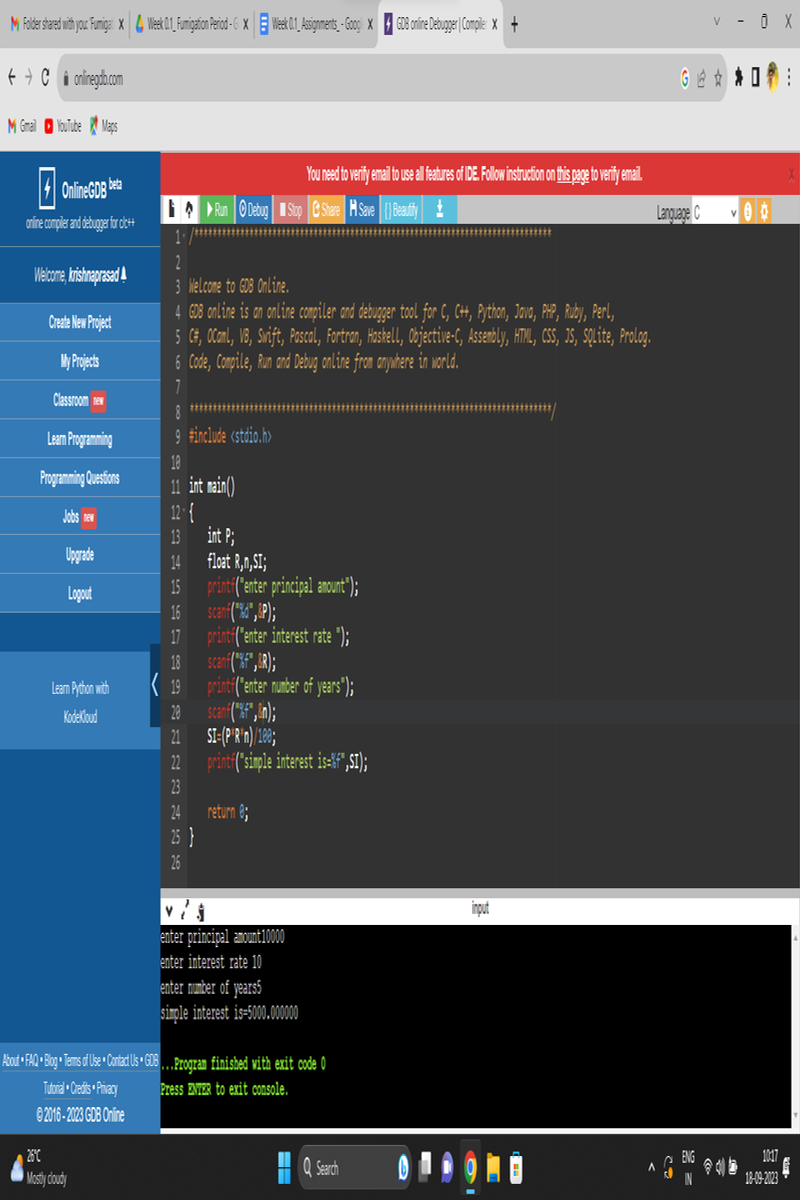 Folder shared with you: 'Fumigat
Week 0.1_ Fumigation Period - G
Week 0.1_ Assignments_ - Googl
GDB online Debugger | Compiler
onlinegdb.com
Gmail
YouTube
Maps
OnlineGDB beta
online compiler and debugger for c/c++
Welcome, krishnaprasad
Create New Project
My Projects
Classroom new
Learn Programming
Programming Questions
Jobs new
Upgrade
Logout
Learn Python with
KodeKloud
About • FAQ • Blog • Terms of Use • Contact Us • GDB
Tutorial • Credits • Privacy
© 2016 - 2023 GDB Online
You need to verify email to use all features of IDE. Follow instruction on this page to verify email. x
Run Debug Stop Share Save {} Beautify
Language C
1 /******************************************************************************
2
3 Welcome to GDB Online.
4 GDB online is an online compiler and debugger tool for C, C++, Python, Java, PHP, Ruby, Perl,
5 C#, OCaml, VB, Swift, Pascal, Fortran, Haskell, Objective-C, Assembly, HTML, CSS, JS, SQLite, Prolog.
6 Code, Compile, Run and Debug online from anywhere in world.
7
8 *******************************************************************************/
9 #include <stdio.h>
10
11 int main()
12 {
13 int P;
14 float R,n,SI;
15 printf("enter principal amount");
16 scanf("%d",&P);
17 printf("enter interest rate ");
18 scanf("%f",&R);
19 printf("enter number of years");
20 scanf("%f",&n);
21 SI=(P*R*n)/100;
22 printf("simple interest is=%f",SI);
23
24 return 0;
25 }
26
input
enter principal amount10000
enter interest rate 10
enter number of years5
simple interest is=5000.000000
...Program finished with exit code 0
Press ENTER to exit console.
26°C
Mostly cloudy
Search
ENG
IN
10:17
18-09-2023